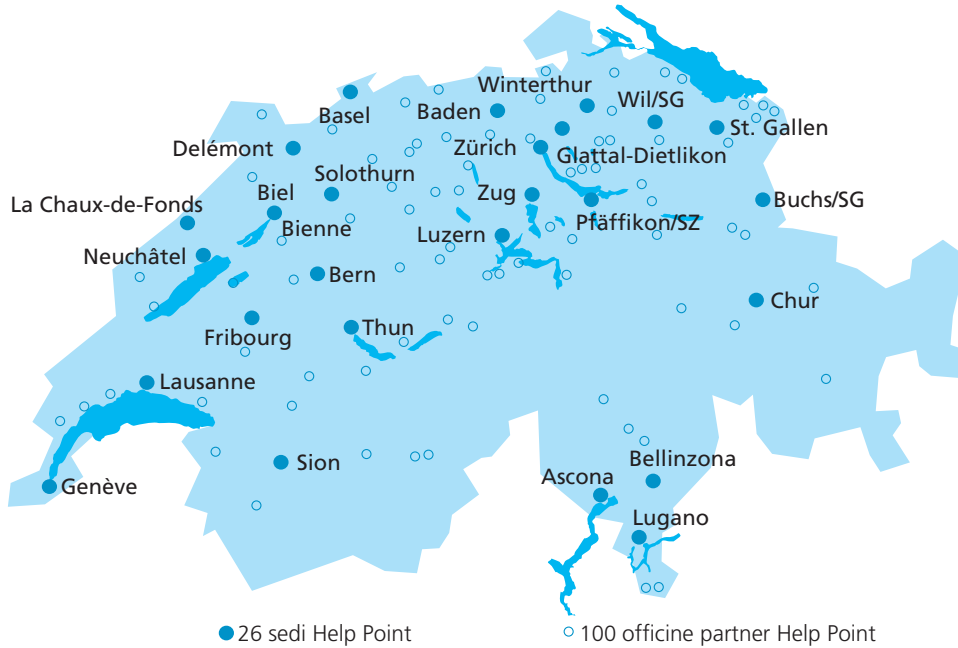 Winterthur
Basel
Baden
Wil/SG
St. Gallen
Delémont
Zürich
Glattal-Dietlikon
Solothurn
La Chaux-de-Fonds
Biel
Bienne
Zug
Pfäffikon/SZ
Buchs/SG
Luzern
Neuchâtel
Bern
Chur
Fribourg
Thun
Lausanne
Sion
Bellinzona
Ascona
Genève
Lugano
26 sedi Help Point
100 officine partner Help Point